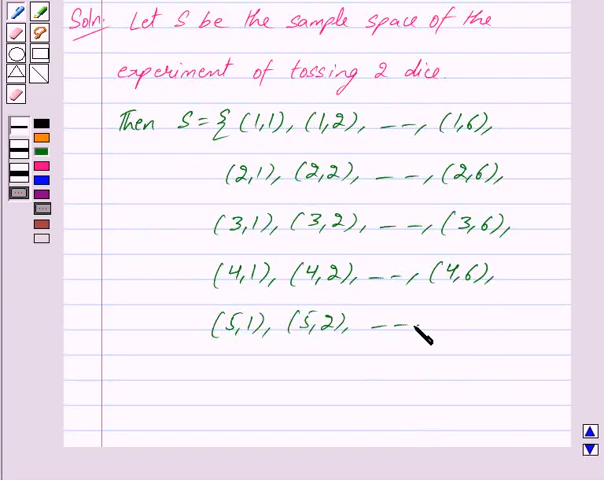 Soln: Let S be the sample space of the
experiment of tossing 2 dice
Then S = { (1,1), (1,2), - -, (1,6),
(2,1), (2,2), - - -, (2,6),
(3,1), (3,2), - - -, (3,6),
(4,1), (4,2), - - -, (4,6),
(5,1), (5,2), - - -